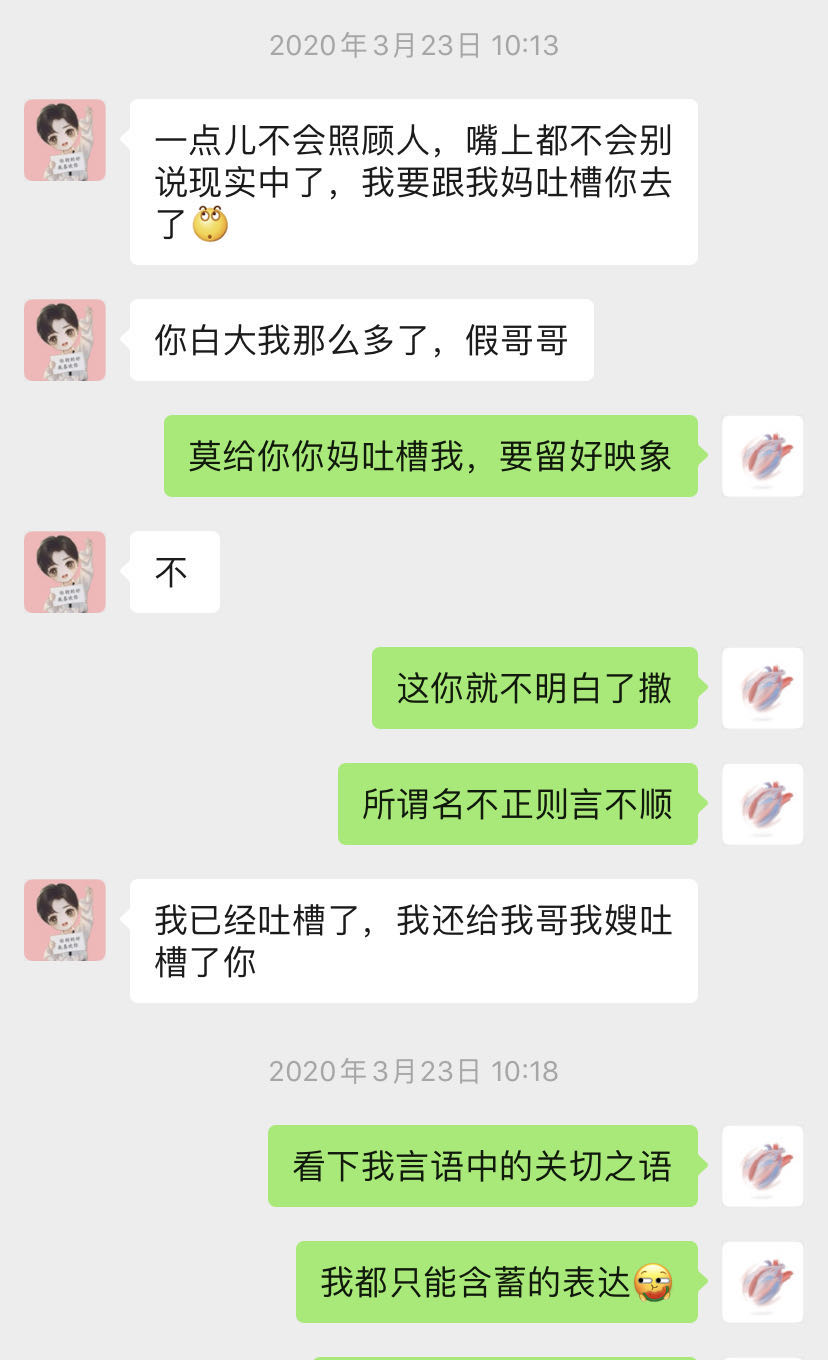 2020年3月23日 10:13
一点儿不会照顾人，嘴上都不会别
说现实中了，我要跟我妈吐槽你去
了
你白大我那么多了，假哥哥
莫给你你妈吐槽我，要留好映象
不
这你就不明白了撒
所谓名不正则言不顺
我已经吐槽了，我还给我哥我嫂吐
槽了你
2020年3月23日 10:18
看下我言语中的关切之语
我都只能含蓄的表达